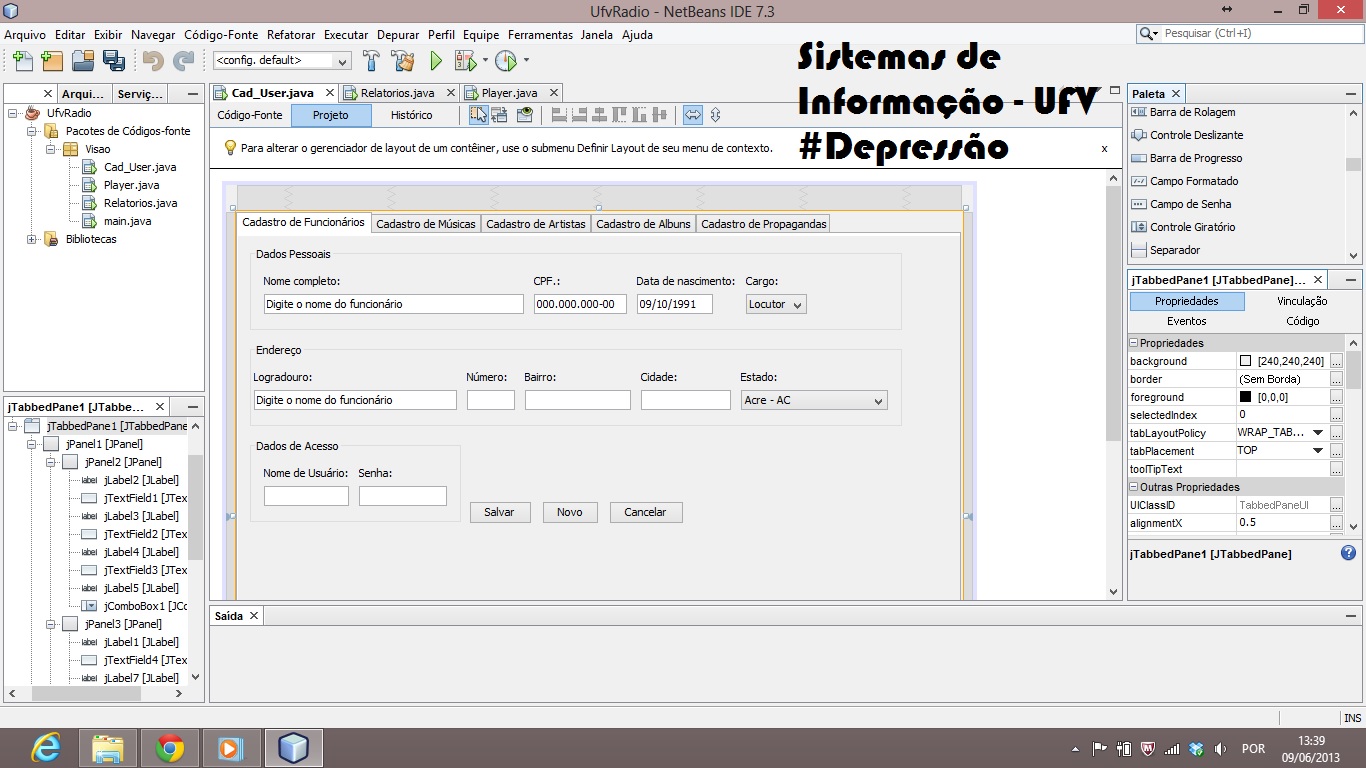 UfvRadio - NetBeans IDE 7.3
Arquivo Editar Exibir Navegar Código-Fonte Refatorar Executar Depurar Perfil Equipe Ferramentas Janela Ajuda
Pesquisar (Ctrl+I)
<config. default>
Sistemas de
Informação - UFV
#Depressão
Arqui... Serviç...
UfvRadio
Pacotes de Códigos-fonte
Visao
Cad_User.java
Player.java
Relatorios.java
main.java
Bibliotecas
Cad_User.java Relatorios.java Player.java
Código-Fonte Projeto Histórico
Para alterar o gerenciador de layout de um contêiner, use o submenu Definir Layout de seu menu de contexto. x
Cadastro de Funcionários Cadastro de Músicas Cadastro de Artistas Cadastro de Albuns Cadastro de Propagandas
Dados Pessoais
Nome completo: CPF.: Data de nascimento: Cargo:
Digite o nome do funcionário 000.000.000-00 09/10/1991 Locutor
Endereço
Logradouro: Número: Bairro: Cidade: Estado:
Digite o nome do funcionário Acre - AC
Dados de Acesso
Nome de Usuário: Senha:
Salvar Novo Cancelar
Paleta
Barra de Rolagem
Controle Deslizante
Barra de Progresso
Campo Formatado
Campo de Senha
Controle Giratório
Separador
jTabbedPane1 [JTabbedPane]...
Propriedades Vinculação
Eventos Código
Propriedades
background [240,240,240] ...
border (Sem Borda) ...
foreground [0,0,0] ...
selectedIndex 0 ...
tabLayoutPolicy WRAP_TAB... ...
tabPlacement TOP ...
toolTipText ...
Outras Propriedades
UIClassID TabbedPaneUI ...
alignmentX 0.5 ...
jTabbedPane1 [JTabbedPane]
jTabbedPane1 [JTabbe...
jTabbedPane1 [JTabbedPane
jPanel1 [JPanel]
jPanel2 [JPanel]
label jLabel2 [JLabel]
jTextField1 [JTex
label jLabel3 [JLabel]
jTextField2 [JTex
label jLabel4 [JLabel]
jTextField3 [JTex
label jLabel5 [JLabel]
jComboBox1 [JCo
jPanel3 [JPanel]
label jLabel1 [JLabel]
jTextField4 [JTex
label jLabel7 [JLabel]
Saída
INS
POR
13:39
09/06/2013